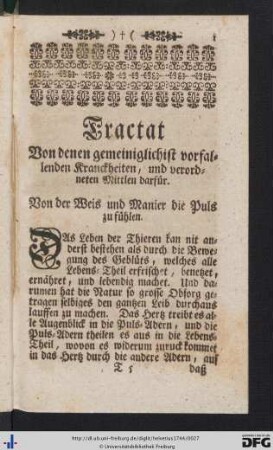 ) † ( 1
Tractat
Von denen gemeiniglichist vorfal-
lenden Kranckheiten, und verord-
neten Mittlen darfür.
Von der Weis und Manier die Puls
zu fühlen.
DAs Leben der Thieren kan nit an-
derst bestehen als durch die Bewe-
gung des Geblüts, welches alle
Lebens-Theil erfrischet, benetzet,
ernähret, und lebendig machet. Und da-
rumen hat die Natur so grosse Obsorg ge-
tragen selbiges den gantzen Leib durchaus
lauffen zu machen. Das Hertz treibt es al-
le Augenblick in die Puls-Adern, und die
Puls-Adern theilen es aus in die Lebens-
Theil, wovon es widerum zuruck kommet
in das Hertz durch die andere Adern, auf
T 5 daß
http://dl.ub.uni-freiburg.de/diglit/helvetius1744/0027
© Universitätsbibliothek Freiburg
DFG